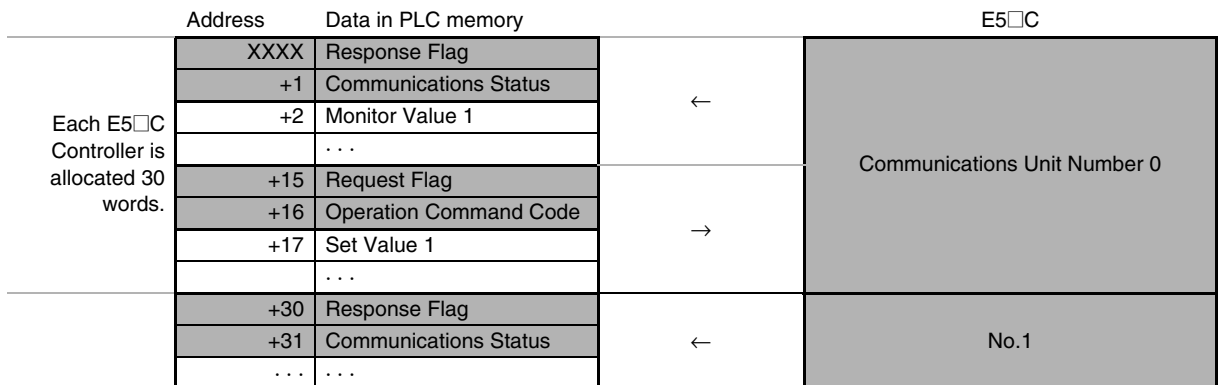 Address Data in PLC memory E5□C
XXXX Response Flag
+1 Communications Status
←
+2 Monitor Value 1
. . .
Each E5□C
Controller is
allocated 30
words.
Communications Unit Number 0
+15 Request Flag
+16 Operation Command Code
→
+17 Set Value 1
. . .
+30 Response Flag
+31 Communications Status ← No.1
. . . . . .